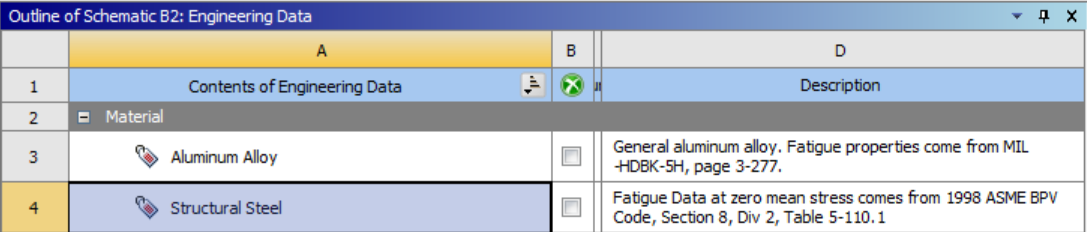 Outline of Schematic B2: Engineering Data
A B D
1 Contents of Engineering Data Description
2 Material
3 Aluminum Alloy General aluminum alloy. Fatigue properties come from MIL
-HDBK-5H, page 3-277.
4 Structural Steel Fatigue Data at zero mean stress comes from 1998 ASME BPV
Code, Section 8, Div 2, Table 5-110.1